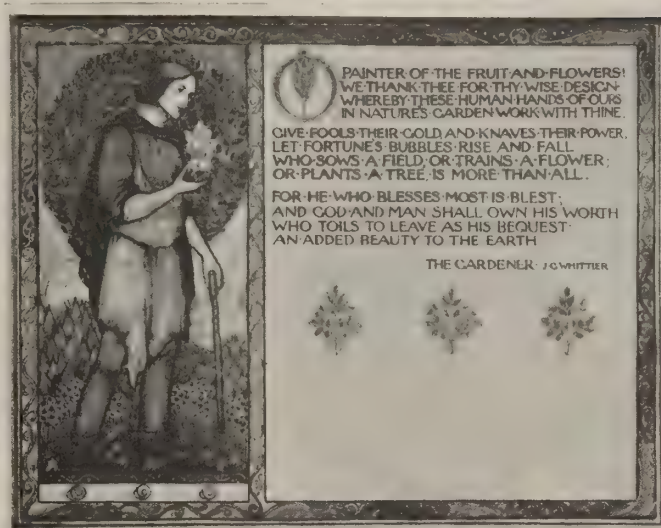 O PAINTER OF THE FRUIT AND FLOWERS!
WE THANK THEE FOR THY WISE DESIGN
WHEREBY THESE HUMAN HANDS OF OURS
IN NATURE'S GARDEN WORK WITH THINE.
GIVE FOOLS THEIR GOLD, AND KNAVES THEIR POWER,
LET FORTUNE'S BUBBLES RISE AND FALL
WHO SOWS A FIELD, OR TRAINS A FLOWER;
OR PLANTS A TREE, IS MORE THAN ALL.
FOR HE WHO BLESSES MOST IS BLEST;
AND GOD AND MAN SHALL OWN HIS WORTH
WHO TOILS TO LEAVE AS HIS BEQUEST
AN ADDED BEAUTY TO THE EARTH
THE GARDENER J G WHITTIER